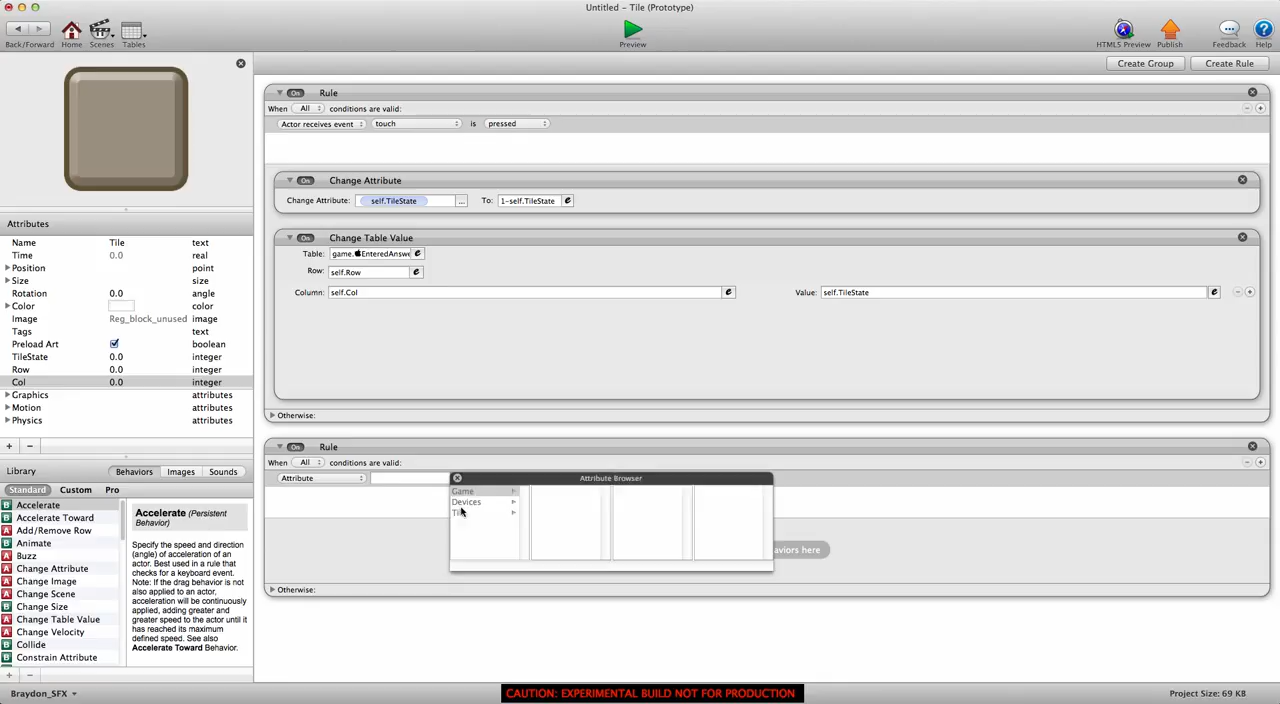 Untitled – Tile (Prototype)
Back/Forward Home Scenes Tables Preview HTML5 Preview Publish Feedback Help
Create Group Create Rule
On Rule
When All conditions are valid:
Actor receives event touch is pressed
On Change Attribute
Change Attribute: self.TileState ... To: 1-self.TileState e
On Change Table Value
Table: game. EnteredAnswe e
Row: self.Row e
Column: self.Col e Value: self.TileState e
Otherwise:
On Rule
When All conditions are valid:
Attribute
Attribute Browser
Game
Devices
aviors here
Otherwise:
Attributes
Name Tile text
Time 0.0 real
Position point
Size size
Rotation 0.0 angle
Color color
Image Reg_block_unused image
Tags text
Preload Art boolean
TileState 0.0 integer
Row 0.0 integer
Col 0.0 integer
Graphics attributes
Motion attributes
Physics attributes
+ −
Library Behaviors Images Sounds
Standard Custom Pro
B Accelerate
B Accelerate Toward
A Add/Remove Row
B Animate
A Buzz
A Change Attribute
A Change Image
A Change Scene
B Change Size
A Change Table Value
A Change Velocity
B Collide
B Constrain Attribute
Accelerate (Persistent
Behavior)
Specify the speed and direction
(angle) of acceleration of an
actor. Best used in a rule that
checks for a keyboard event.
Note: If the drag behavior is not
also applied to an actor,
acceleration will be continuously
applied, adding greater and
greater speed to the actor until it
has reached its maximum
defined speed. See also
Accelerate Toward Behavior.
+ −
Braydon_SFX
CAUTION: EXPERIMENTAL BUILD NOT FOR PRODUCTION
Project Size: 69 KB